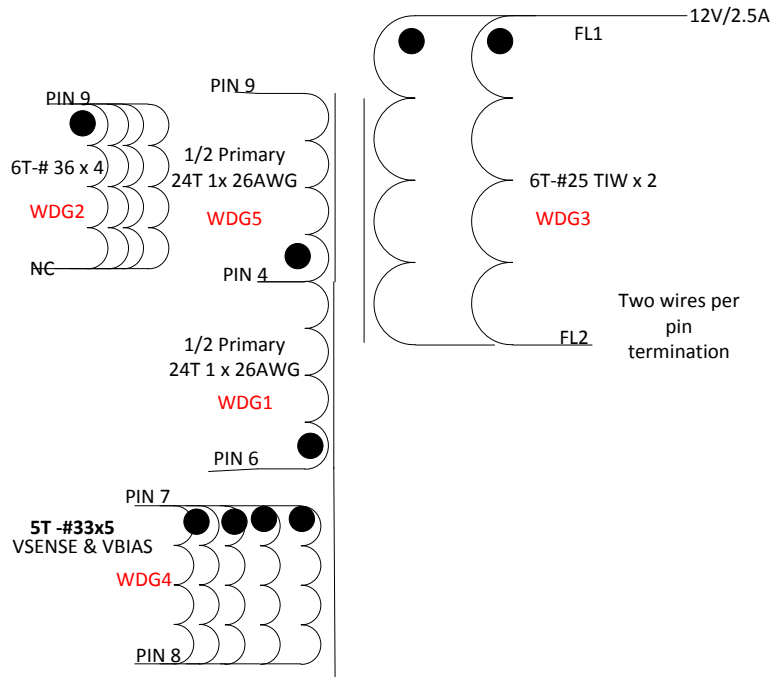 12V/2.5A
FL1
PIN 9
PIN 9
6T-# 36 x 4
WDG2
NC
1/2 Primary
24T 1x 26AWG
WDG5
PIN 4
6T-#25 TIW x 2
WDG3
FL2
Two wires per
pin
termination
1/2 Primary
24T 1 x 26AWG
WDG1
PIN 6
PIN 7
5T -#33x5
VSENSE & VBIAS
WDG4
PIN 8